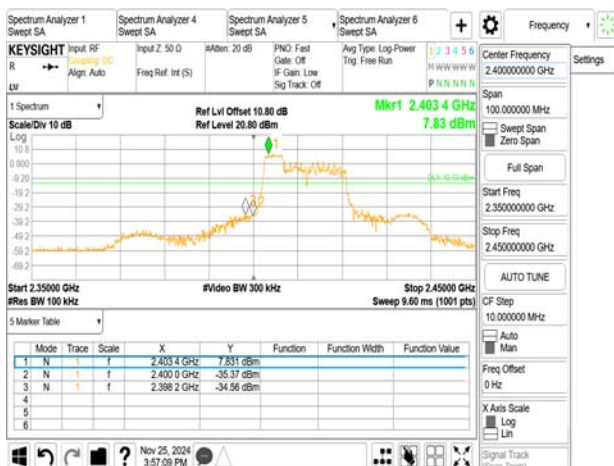 Spectrum Analyzer 1
Swept SA
Spectrum Analyzer 4
Swept SA
Spectrum Analyzer 5
Swept SA
Spectrum Analyzer 6
Swept SA
Frequency
KEYSIGHT
R
Input: RF
Coupling: DC
Align: Auto
Input Z: 50 Ω
Freq Ref: Int (S)
#Atten: 20 dB
PNO: Fast
Gate: Off
IF Gain: Low
Sig Track: Off
Avg Type: Log-Power
Trig: Free Run
1 2 3 4 5 6
M W W W W W
P N N N N N
1 Spectrum
Scale/Div 10 dB
Ref Lvl Offset 10.80 dB
Ref Level 20.80 dBm
Mkr1 2.403 4 GHz
7.83 dBm
Log
10.8
0.800
-9.20
-19.2
-29.2
-39.2
-49.2
-59.2
-69.2
1
Start 2.35000 GHz
#Video BW 300 kHz
Stop 2.45000 GHz
#Res BW 100 kHz
Sweep 9.60 ms (1001 pts)
5 Marker Table
Mode Trace Scale X Y Function Function Width Function Value
1 N 1 f 2.403 4 GHz 7.831 dBm
2 N 1 f 2.400 0 GHz -35.37 dBm
3 N 1 f 2.398 2 GHz -34.56 dBm
4
5
6
Nov 25, 2024
3:57:09 PM
Center Frequency
2.400000000 GHz
Settings
Span
100.000000 MHz
Swept Span
Zero Span
Full Span
Start Freq
2.350000000 GHz
Stop Freq
2.450000000 GHz
AUTO TUNE
CF Step
10.000000 MHz
Auto
Man
Freq Offset
0 Hz
X Axis Scale
Log
Lin
Signal Track